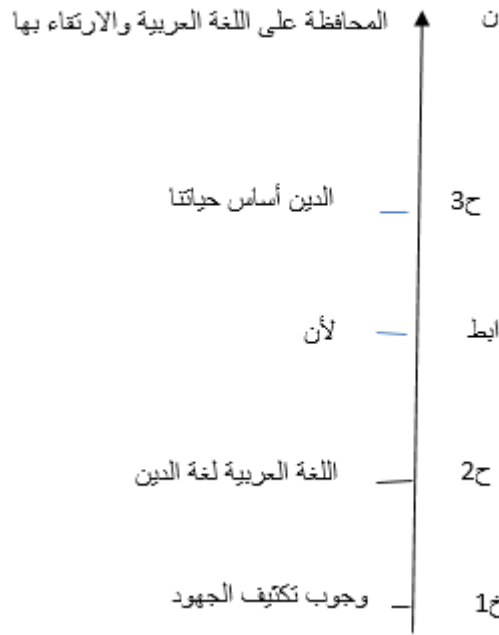 ن المحافظة على اللغة العربية والارتقاء بها
ح3 الدين أساس حياتنا
ابط لأن
ح2 اللغة العربية لغة الدين
خ1 وجوب تكثيف الجهود